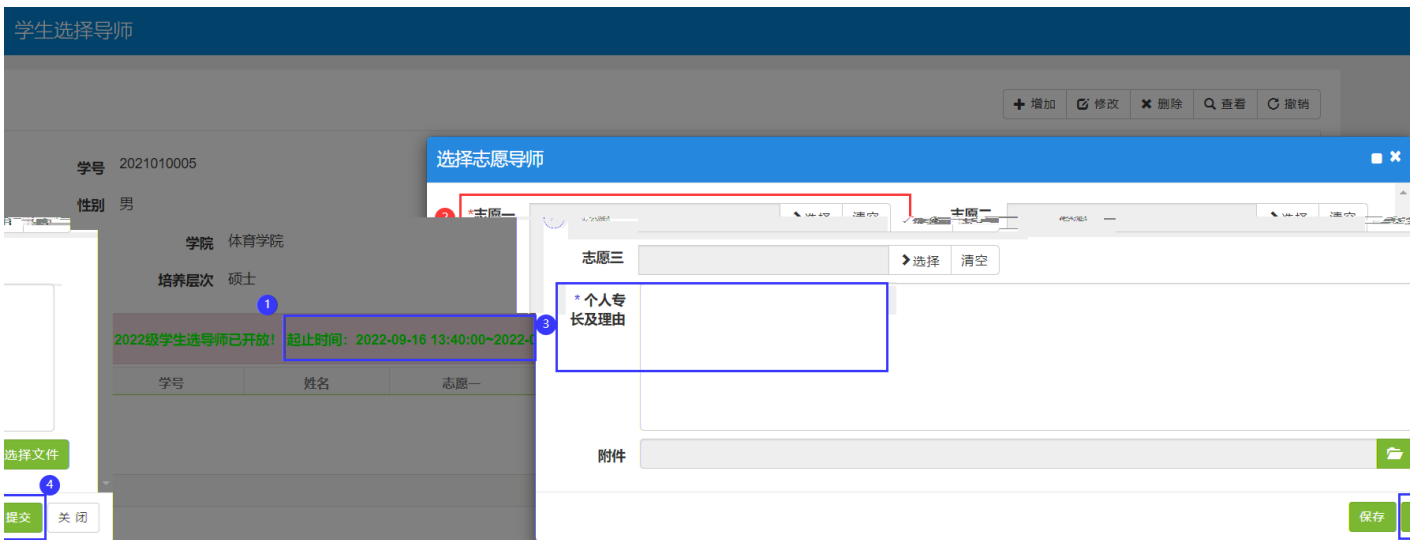 学生选择导师
增加 修改 删除 查看 撤销
学号 2021010005
选择志愿导师
性别 男
2 *志愿一 选择 清空 志愿二 选择 清空
学院 体育学院
志愿三 选择 清空
培养层次 硕士
1
* 个人专
长及理由
3
2022级学生选导师已开放! 起止时间：2022-09-16 13:40:00~2022-
学号 姓名 志愿一
选择文件
附件
4
提交 关闭
保存